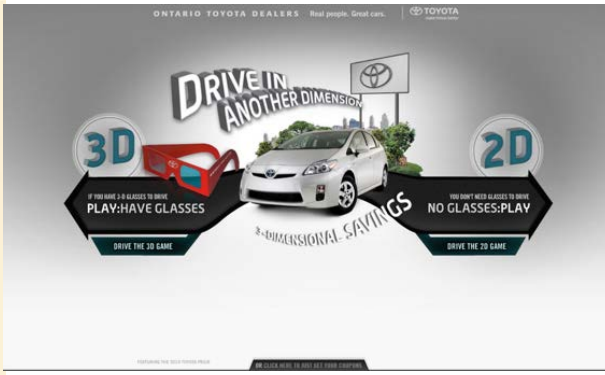 ONTARIO TOYOTA DEALERS Real people. Great cars. TOYOTA
DRIVE IN
ANOTHER DIMENSION
3D
2D
IF YOU HAVE 3-D GLASSES TO DRIVE
PLAY:HAVE GLASSES
DRIVE THE 3D GAME
YOU DON'T NEED GLASSES TO DRIVE
NO GLASSES:PLAY
DRIVE THE 2D GAME
3-DIMENSIONAL SAVINGS
FEATURING THE 2010 TOYOTA PRIUS
OR CLICK HERE TO JUST GET YOUR COUPONS